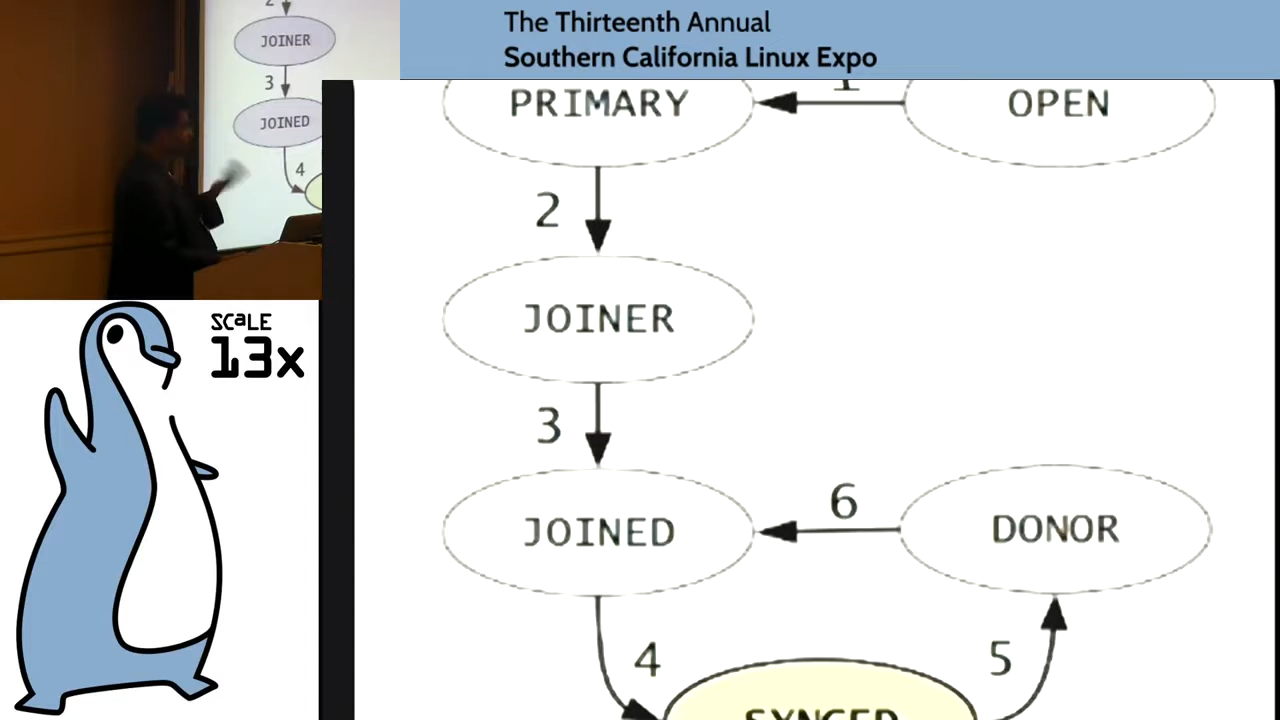 The Thirteenth Annual
Southern California Linux Expo
2
JOINER
3
JOINED
4
SCaLE
13x
PRIMARY
1
OPEN
2
JOINER
3
JOINED
6
DONOR
4
5
SYNCED